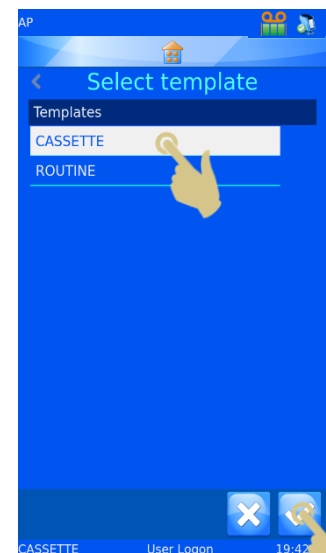 AP
Select template
Templates
CASSETTE
ROUTINE
CASSETTE User Logon 19:42